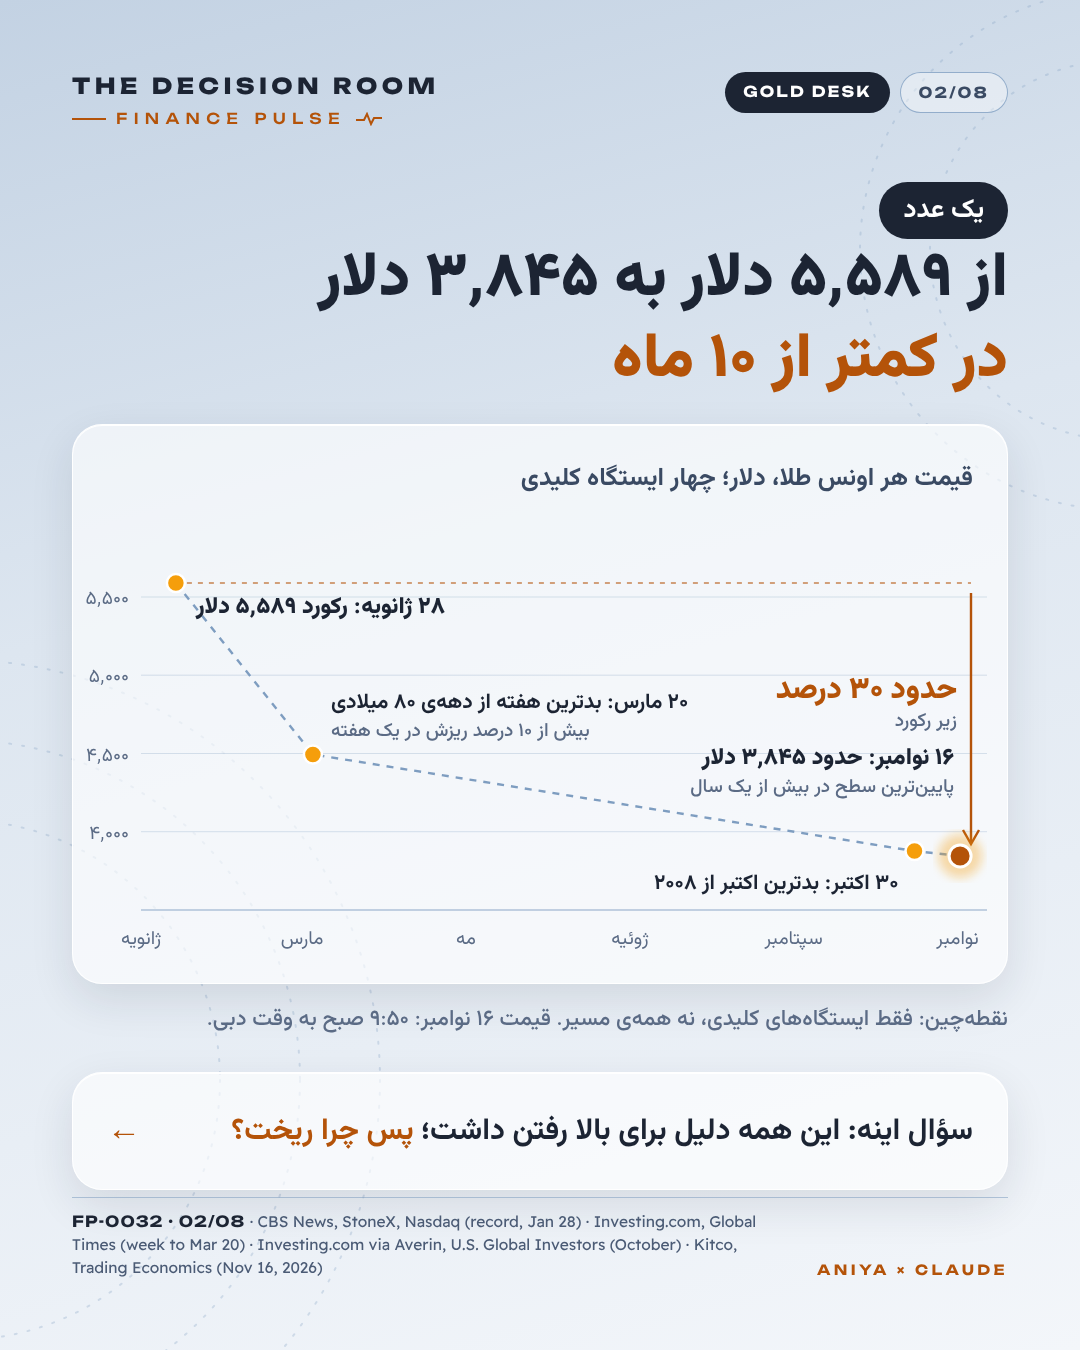 THE DECISION ROOM
FINANCE PULSE
GOLD DESK
02/08
یک عدد
از ۵,۵۸۹ دلار به ۳,۸۴۵ دلار
در کمتر از ۱۰ ماه
قیمت هر اونس طلا، دلار؛ چهار ایستگاه کلیدی
۵,۵۰۰
۵,۰۰۰
۴,۵۰۰
۴,۰۰۰
۲۸ ژانویه: رکورد ۵,۵۸۹ دلار
۲۰ مارس: بدترین هفته از دهه‌ی ۸۰ میلادی
بیش از ۱۰ درصد ریزش در یک هفته
حدود ۳۰ درصد
زیر رکورد
۱۶ نوامبر: حدود ۳,۸۴۵ دلار
پایین‌ترین سطح در بیش از یک سال
۳۰ اکتبر: بدترین اکتبر از ۲۰۰۸
ژانویه
مارس
مه
ژوئیه
سپتامبر
نوامبر
نقطه‌چین: فقط ایستگاه‌های کلیدی، نه همه‌ی مسیر. قیمت ۱۶ نوامبر: ۹:۵۰ صبح به وقت دبی.
سؤال اینه: این همه دلیل برای بالا رفتن داشت؛ پس چرا ریخت؟
←
FP-0032 · 02/08 · CBS News, StoneX, Nasdaq (record, Jan 28) · Investing.com, Global
Times (week to Mar 20) · Investing.com via Averin, U.S. Global Investors (October) · Kitco,
Trading Economics (Nov 16, 2026)
ANIYA × CLAUDE